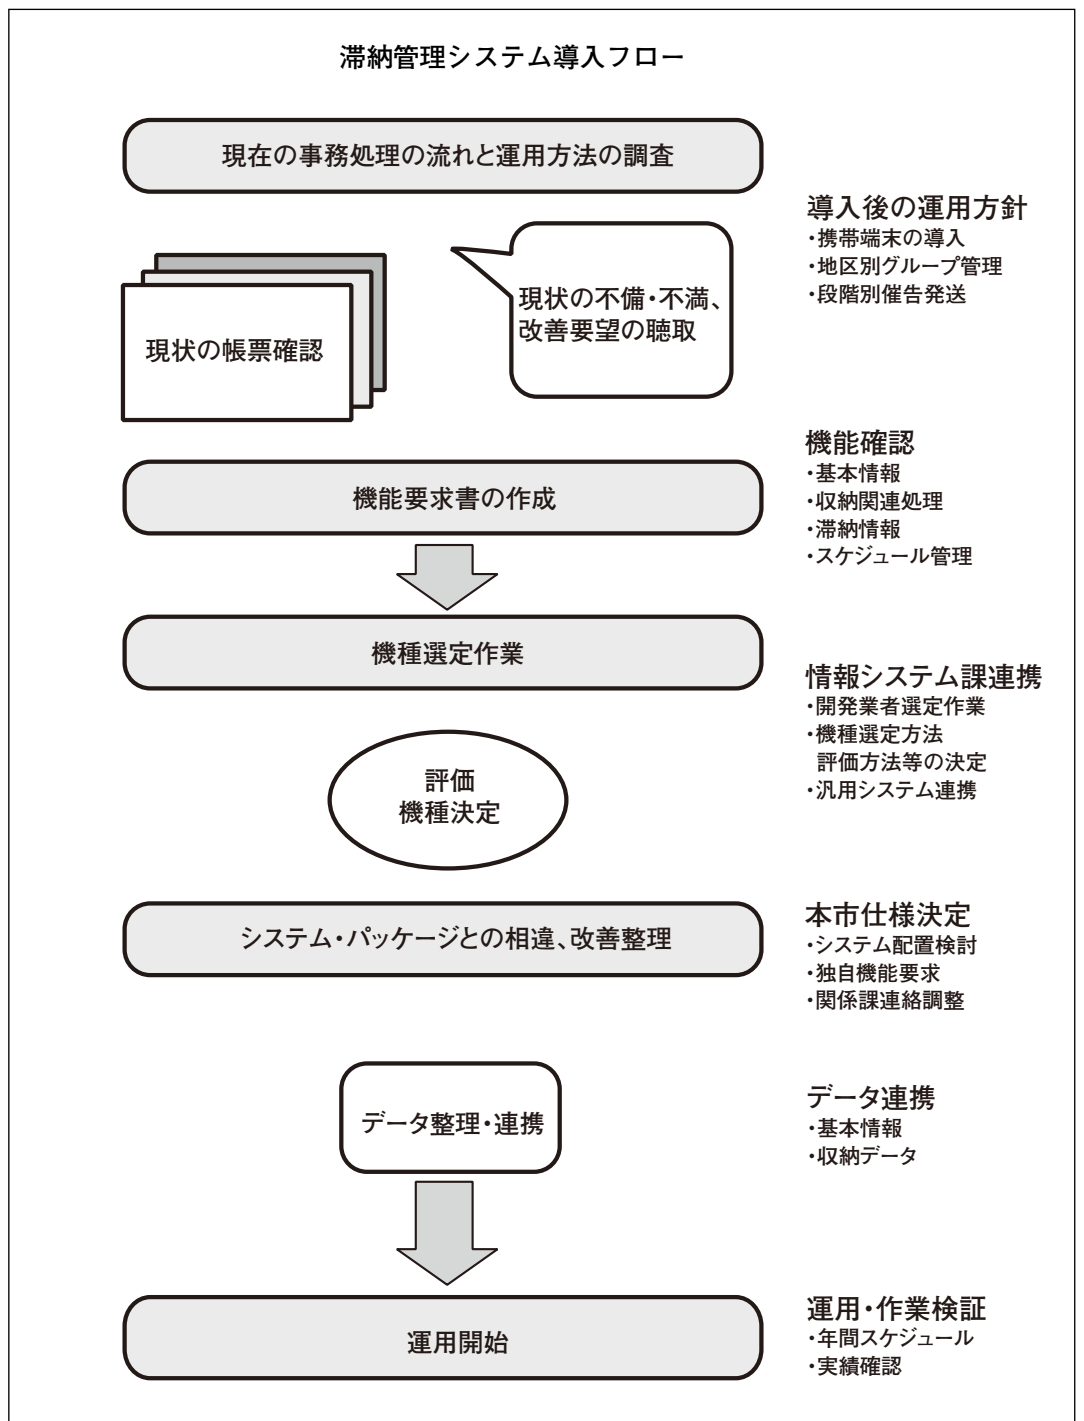 滞納管理システム導入フロー
現在の事務処理の流れと運用方法の調査
導入後の運用方針
・携帯端末の導入
・地区別グループ管理
・段階別催告発送
現状の帳票確認
現状の不備・不満、
改善要望の聴取
機能要求書の作成
機能確認
・基本情報
・収納関連処理
・滞納情報
・スケジュール管理
機種選定作業
情報システム課連携
・開発業者選定作業
・機種選定方法
評価方法等の決定
・汎用システム連携
評価
機種決定
システム・パッケージとの相違、改善整理
本市仕様決定
・システム配置検討
・独自機能要求
・関係課連絡調整
データ整理・連携
データ連携
・基本情報
・収納データ
運用開始
運用・作業検証
・年間スケジュール
・実績確認